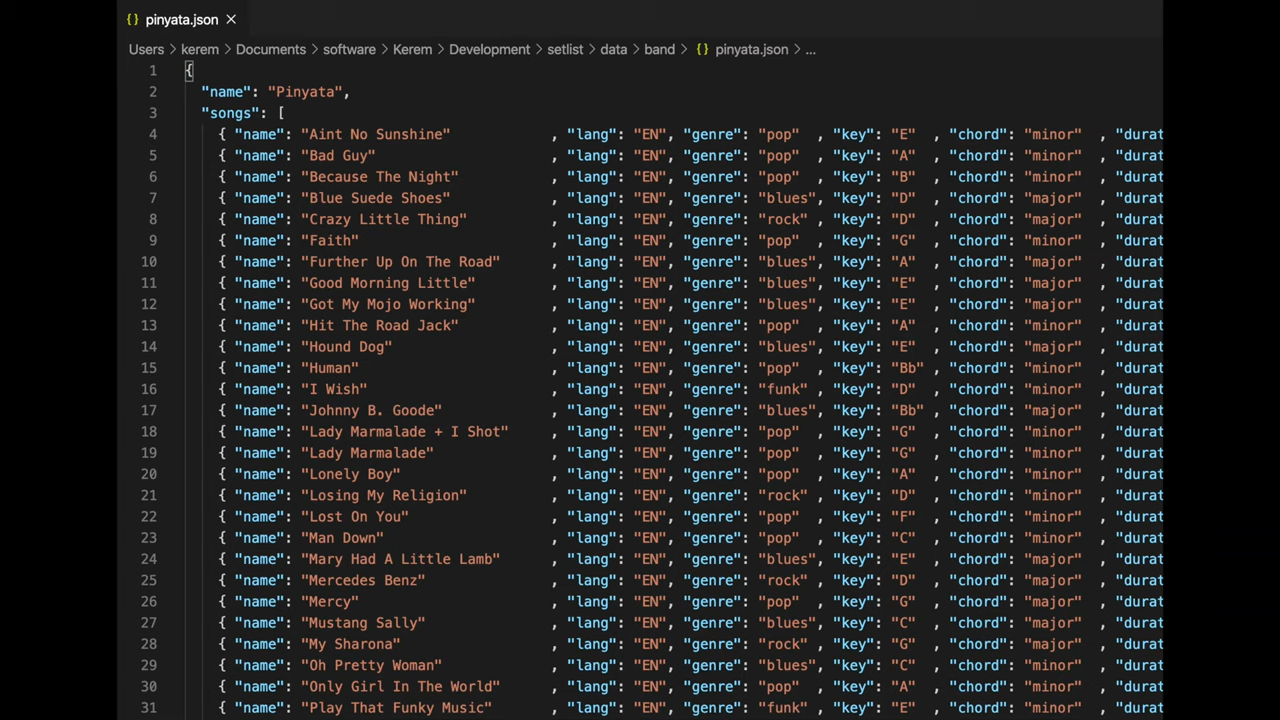 {} pinyata.json ×
Users > kerem > Documents > software > Kerem > Development > setlist > data > band > {} pinyata.json > ...
1 {
2 "name": "Pinyata",
3 "songs": [
4 { "name": "Aint No Sunshine" , "lang": "EN", "genre": "pop" , "key": "E" , "chord": "minor" , "durat
5 { "name": "Bad Guy" , "lang": "EN", "genre": "pop" , "key": "A" , "chord": "minor" , "durat
6 { "name": "Because The Night" , "lang": "EN", "genre": "pop" , "key": "B" , "chord": "minor" , "durat
7 { "name": "Blue Suede Shoes" , "lang": "EN", "genre": "blues", "key": "D" , "chord": "major" , "durat
8 { "name": "Crazy Little Thing" , "lang": "EN", "genre": "rock" , "key": "D" , "chord": "major" , "durat
9 { "name": "Faith" , "lang": "EN", "genre": "pop" , "key": "G" , "chord": "major" , "durat
10 { "name": "Further Up On The Road" , "lang": "EN", "genre": "blues", "key": "A" , "chord": "major" , "durat
11 { "name": "Good Morning Little" , "lang": "EN", "genre": "blues", "key": "E" , "chord": "major" , "durat
12 { "name": "Got My Mojo Working" , "lang": "EN", "genre": "blues", "key": "E" , "chord": "major" , "durat
13 { "name": "Hit The Road Jack" , "lang": "EN", "genre": "pop" , "key": "A" , "chord": "minor" , "durat
14 { "name": "Hound Dog" , "lang": "EN", "genre": "blues", "key": "E" , "chord": "major" , "durat
15 { "name": "Human" , "lang": "EN", "genre": "pop" , "key": "Bb" , "chord": "minor" , "durat
16 { "name": "I Wish" , "lang": "EN", "genre": "funk" , "key": "D" , "chord": "minor" , "durat
17 { "name": "Johnny B. Goode" , "lang": "EN", "genre": "blues", "key": "Bb" , "chord": "major" , "durat
18 { "name": "Lady Marmalade + I Shot" , "lang": "EN", "genre": "pop" , "key": "G" , "chord": "minor" , "durat
19 { "name": "Lady Marmalade" , "lang": "EN", "genre": "pop" , "key": "G" , "chord": "minor" , "durat
20 { "name": "Lonely Boy" , "lang": "EN", "genre": "pop" , "key": "A" , "chord": "minor" , "durat
21 { "name": "Losing My Religion" , "lang": "EN", "genre": "rock" , "key": "D" , "chord": "minor" , "durat
22 { "name": "Lost On You" , "lang": "EN", "genre": "pop" , "key": "F" , "chord": "minor" , "durat
23 { "name": "Man Down" , "lang": "EN", "genre": "pop" , "key": "C" , "chord": "minor" , "durat
24 { "name": "Mary Had A Little Lamb" , "lang": "EN", "genre": "blues", "key": "E" , "chord": "major" , "durat
25 { "name": "Mercedes Benz" , "lang": "EN", "genre": "rock" , "key": "D" , "chord": "major" , "durat
26 { "name": "Mercy" , "lang": "EN", "genre": "pop" , "key": "G" , "chord": "major" , "durat
27 { "name": "Mustang Sally" , "lang": "EN", "genre": "blues", "key": "C" , "chord": "major" , "durat
28 { "name": "My Sharona" , "lang": "EN", "genre": "rock" , "key": "G" , "chord": "minor" , "durat
29 { "name": "Oh Pretty Woman" , "lang": "EN", "genre": "blues", "key": "C" , "chord": "minor" , "durat
30 { "name": "Only Girl In The World" , "lang": "EN", "genre": "pop" , "key": "A" , "chord": "minor" , "durat
31 { "name": "Play That Funky Music" , "lang": "EN", "genre": "funk" , "key": "E" , "chord": "minor" , "durat